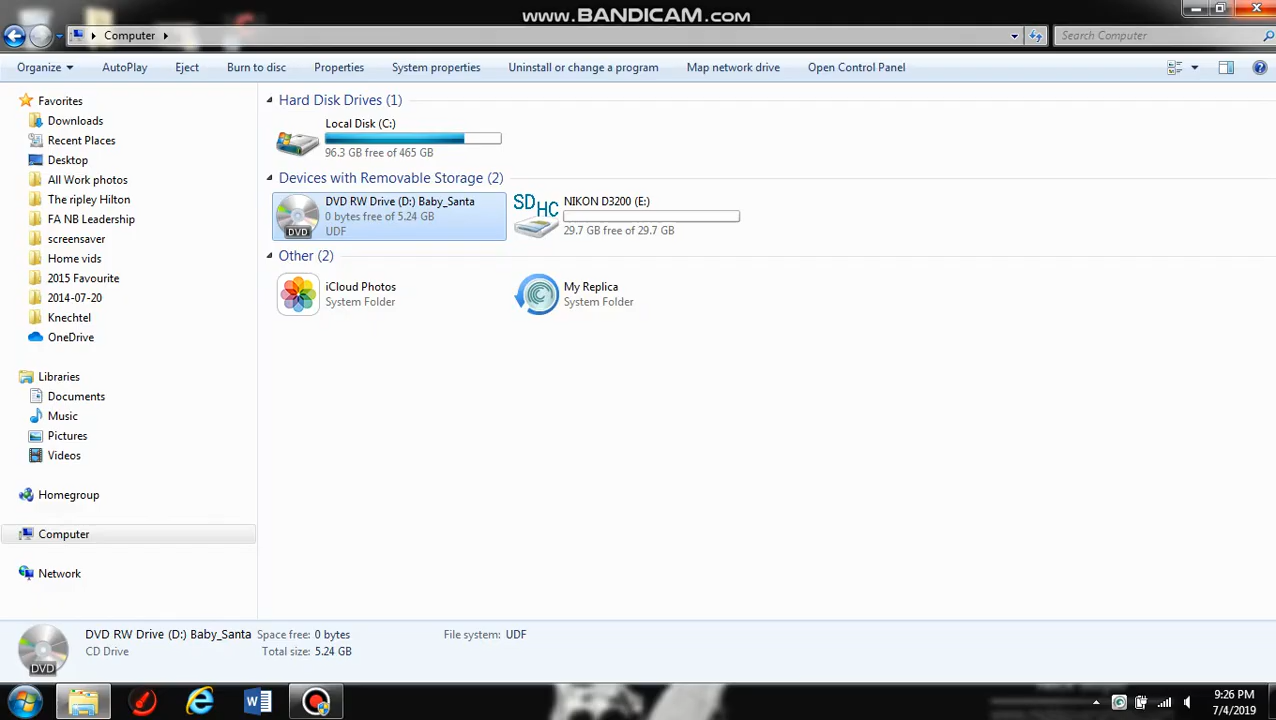 www.BANDICAM.com
Computer
Search Computer
Organize AutoPlay Eject Burn to disc Properties System properties Uninstall or change a program Map network drive Open Control Panel
Favorites
Downloads
Recent Places
Desktop
All Work photos
The ripley Hilton
FA NB Leadership
screensaver
Home vids
2015 Favourite
2014-07-20
Knechtel
OneDrive
Libraries
Documents
Music
Pictures
Videos
Homegroup
Computer
Network
Hard Disk Drives (1)
Local Disk (C:)
96.3 GB free of 465 GB
Devices with Removable Storage (2)
DVD RW Drive (D:) Baby_Santa
0 bytes free of 5.24 GB
UDF
DVD
SDHC
NIKON D3200 (E:)
29.7 GB free of 29.7 GB
Other (2)
iCloud Photos
System Folder
My Replica
System Folder
DVD
DVD RW Drive (D:) Baby_Santa Space free: 0 bytes File system: UDF
CD Drive Total size: 5.24 GB
9:26 PM
7/4/2019